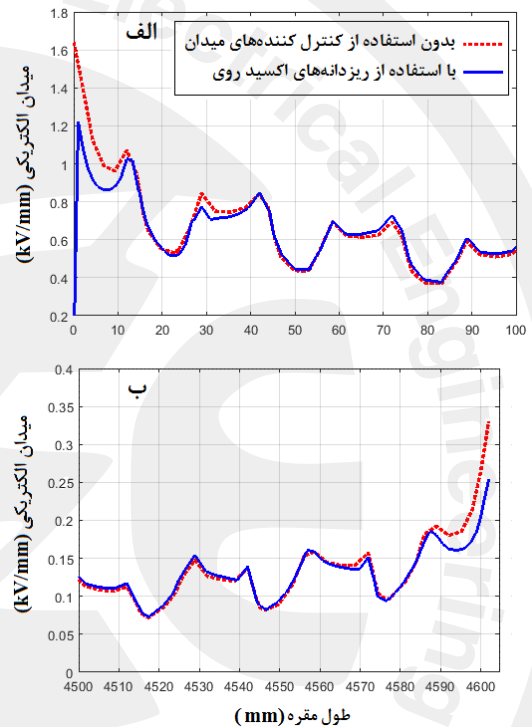 الف
بدون استفاده از کنترل کننده‌های میدان
با استفاده از ریزدانه‌های اکسید روی
میدان الکتریکی (kV/mm)
1.8
1.6
1.4
1.2
1
0.8
0.6
0.4
0.2
0 10 20 30 40 50 60 70 80 90 100
ب
میدان الکتریکی (kV/mm)
0.4
0.35
0.3
0.25
0.2
0.15
0.1
0.05
0
4500 4510 4520 4530 4540 4550 4560 4570 4580 4590 4600
طول مقره (mm)
Electrical Engineering